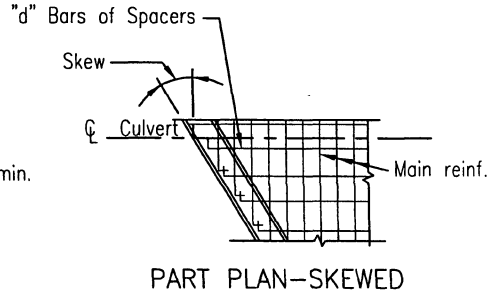 "d" Bars of Spacers
Skew
℄ Culvert
min.
Main reinf.
PART PLAN-SKEWED